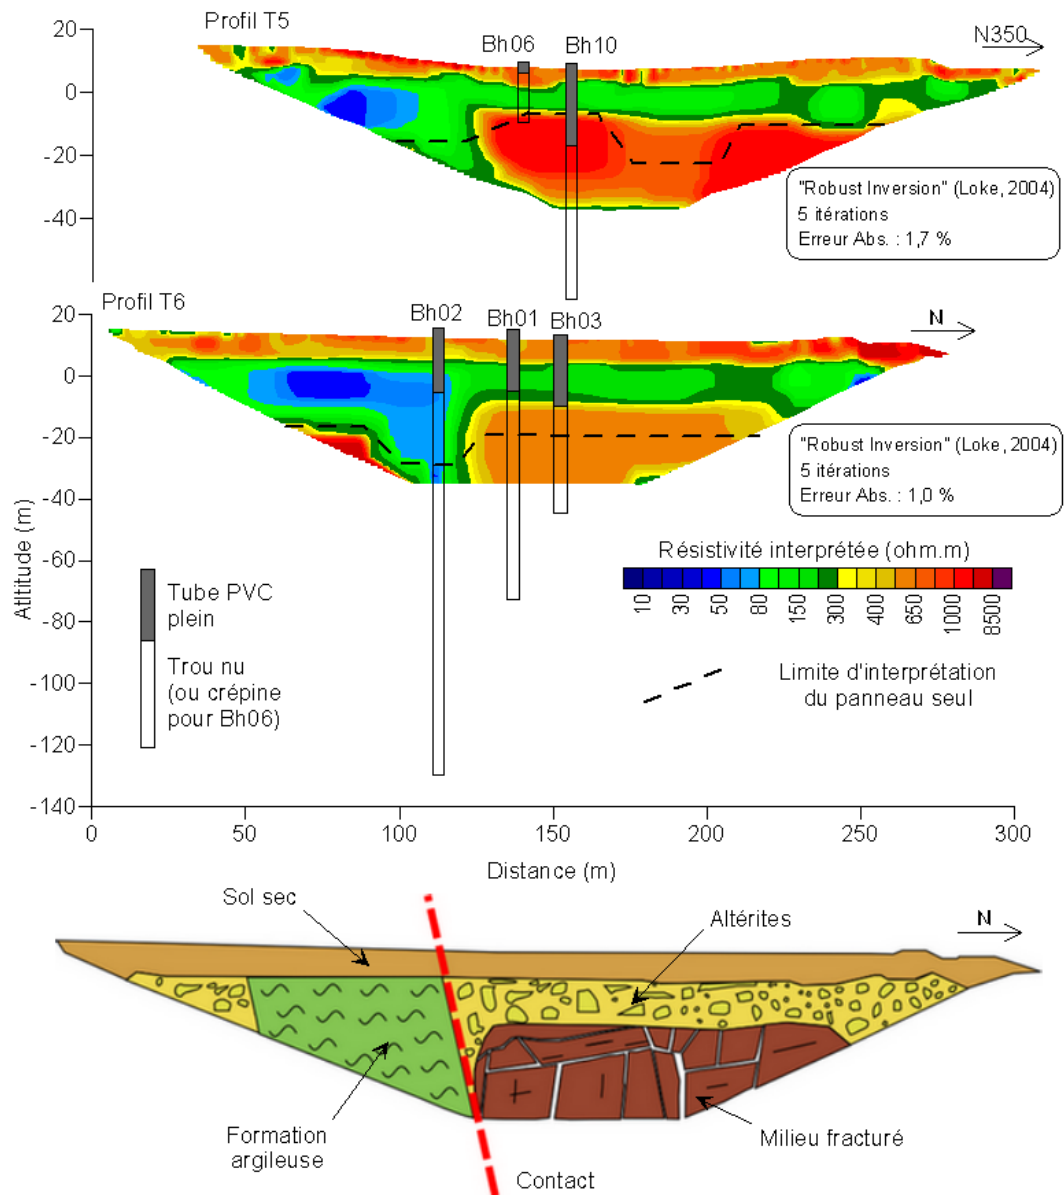 Profil T5
20
0
-20
-40
Bh06
Bh10
N350
"Robust Inversion" (Loke, 2004)
5 itérations
Erreur Abs. : 1,7 %
Profil T6
20
0
-20
-40
-60
-80
-100
-120
-140
Altitude (m)
Bh02
Bh01
Bh03
N
"Robust Inversion" (Loke, 2004)
5 itérations
Erreur Abs. : 1,0 %
Résistivité interprétée (ohm.m)
10 30 50 80 150 300 400 650 1000 8500
Tube PVC
plein
Trou nu
(ou crépine
pour Bh06)
Limite d'interprétation
du panneau seul
0 50 100 150 200 250 300
Distance (m)
Sol sec
Altérites
N
Formation
argileuse
Contact
Milieu fracturé